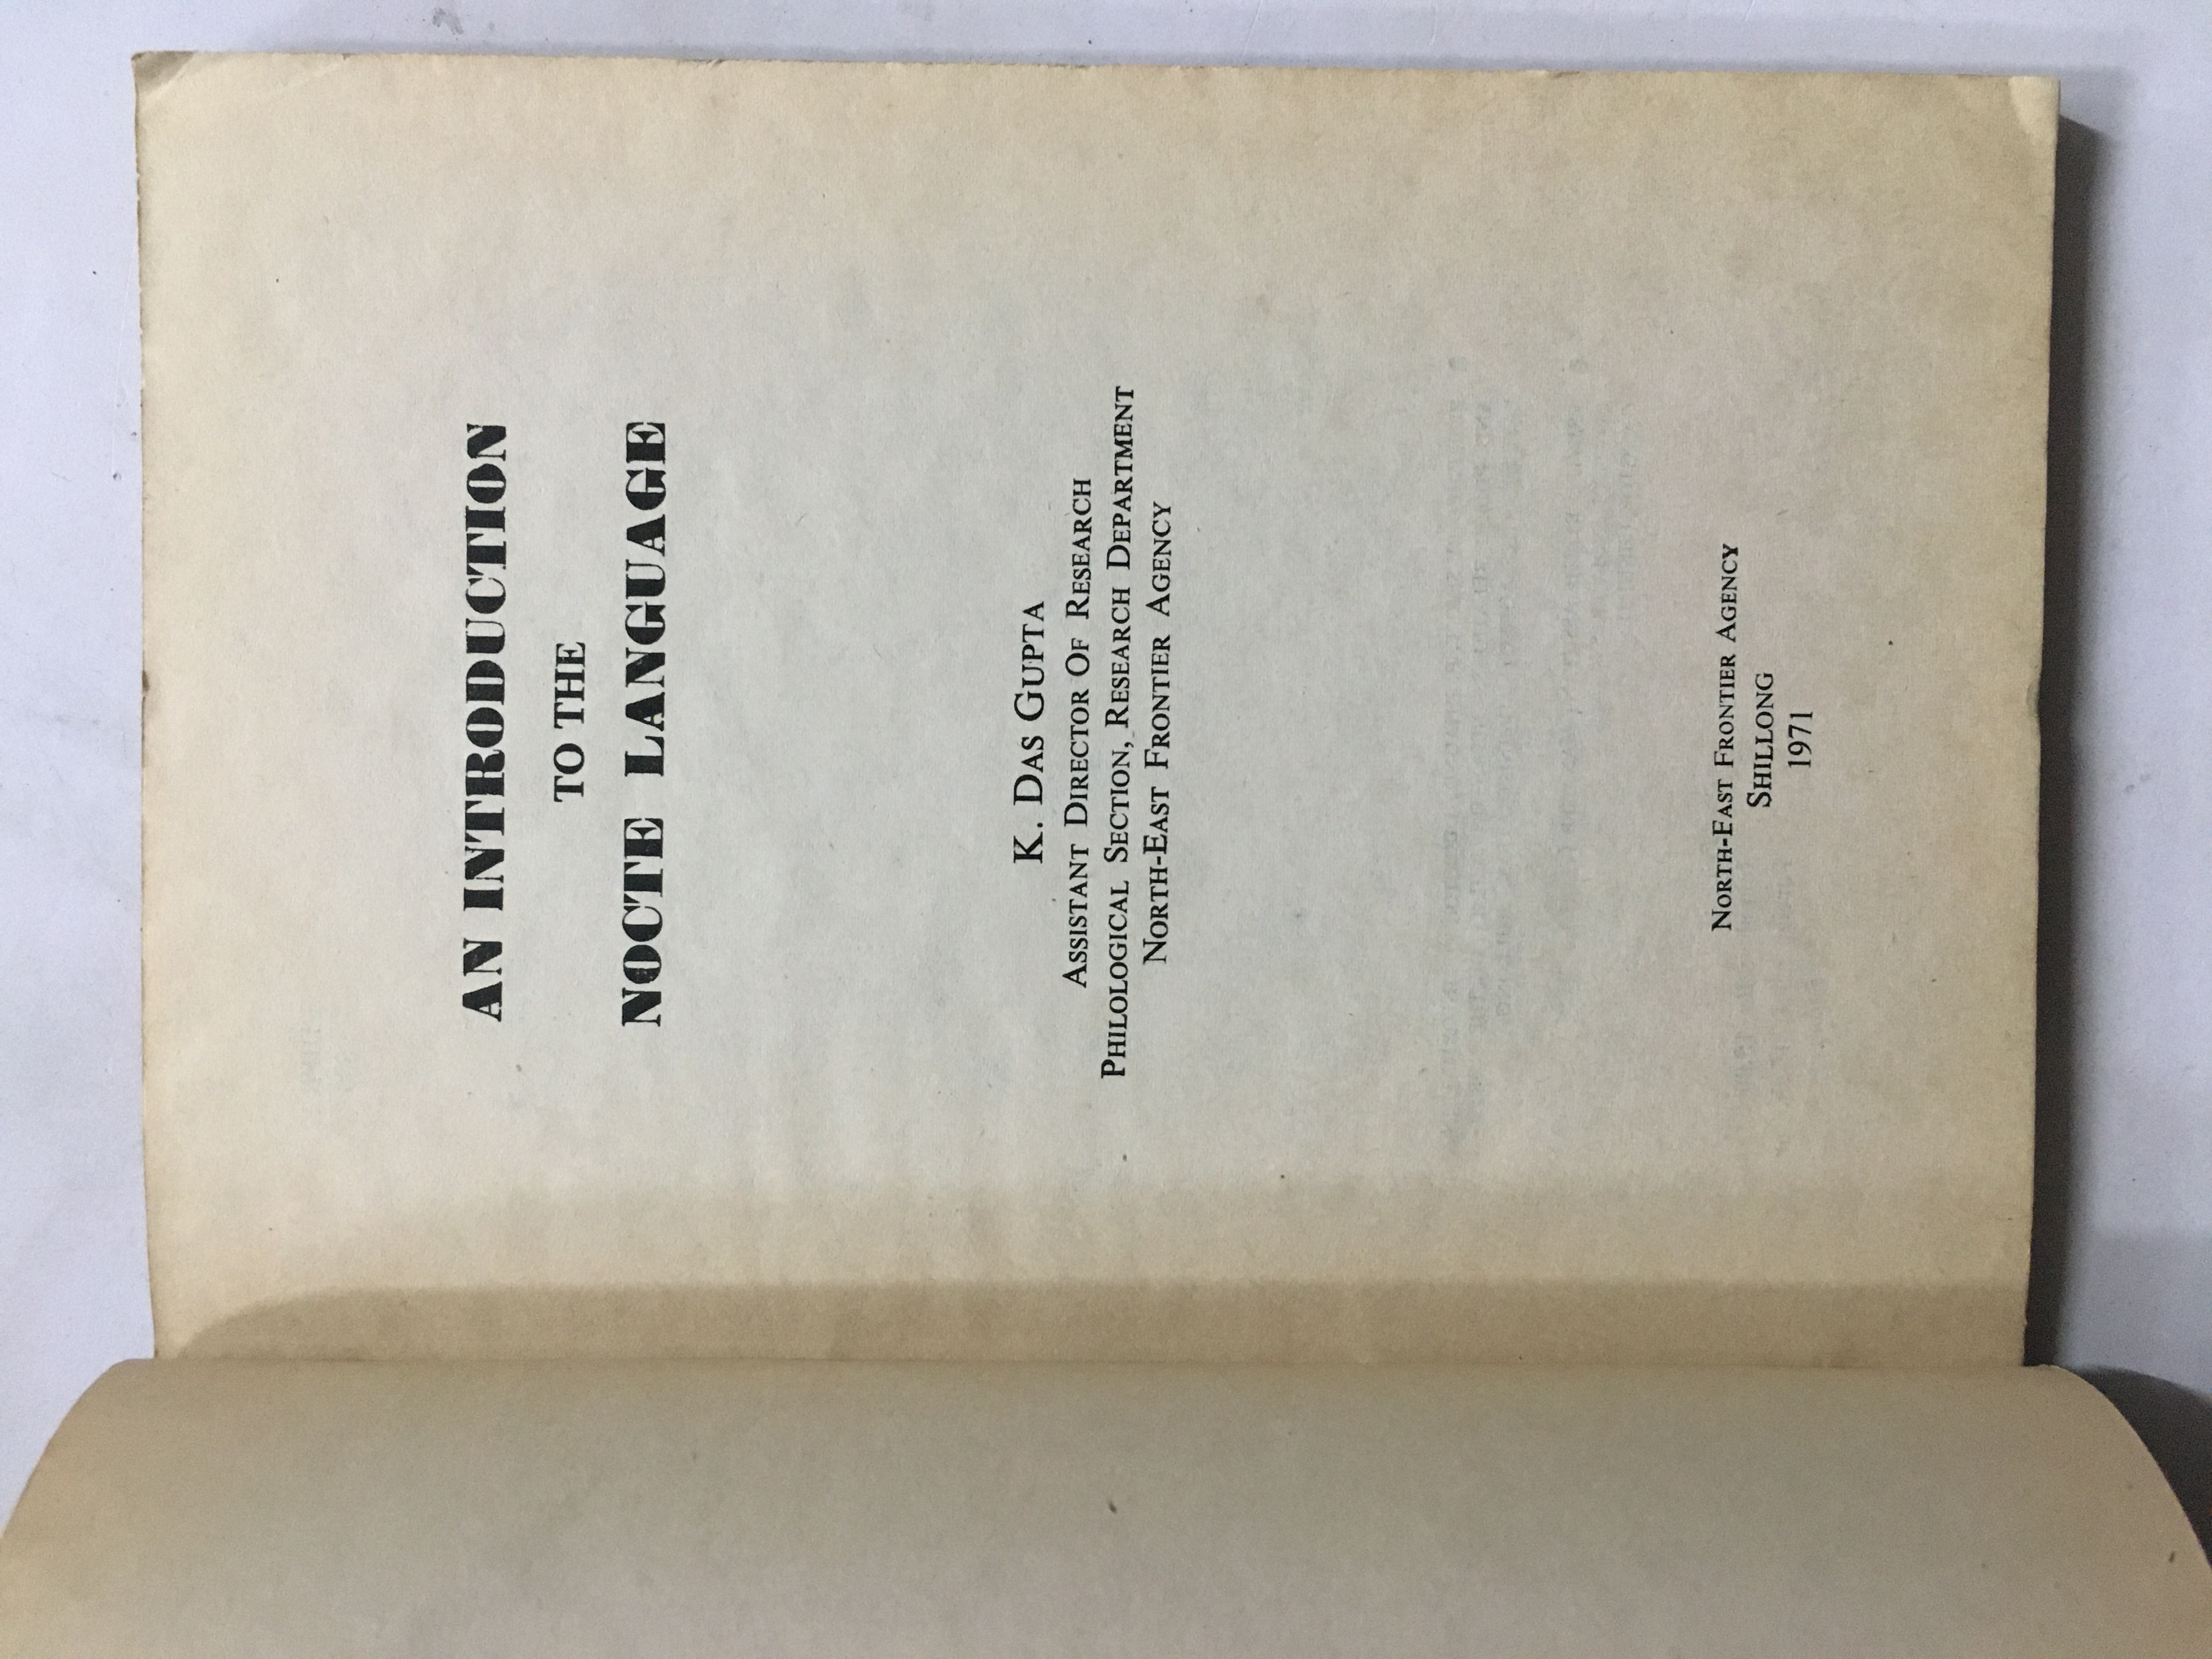 AN INTRODUCTION
TO THE
NOCTE LANGUAGE
K. DAS GUPTA
ASSISTANT DIRECTOR OF RESEARCH
PHILOLOGICAL SECTION, RESEARCH DEPARTMENT
NORTH-EAST FRONTIER AGENCY
NORTH-EAST FRONTIER AGENCY
SHILLONG
1971